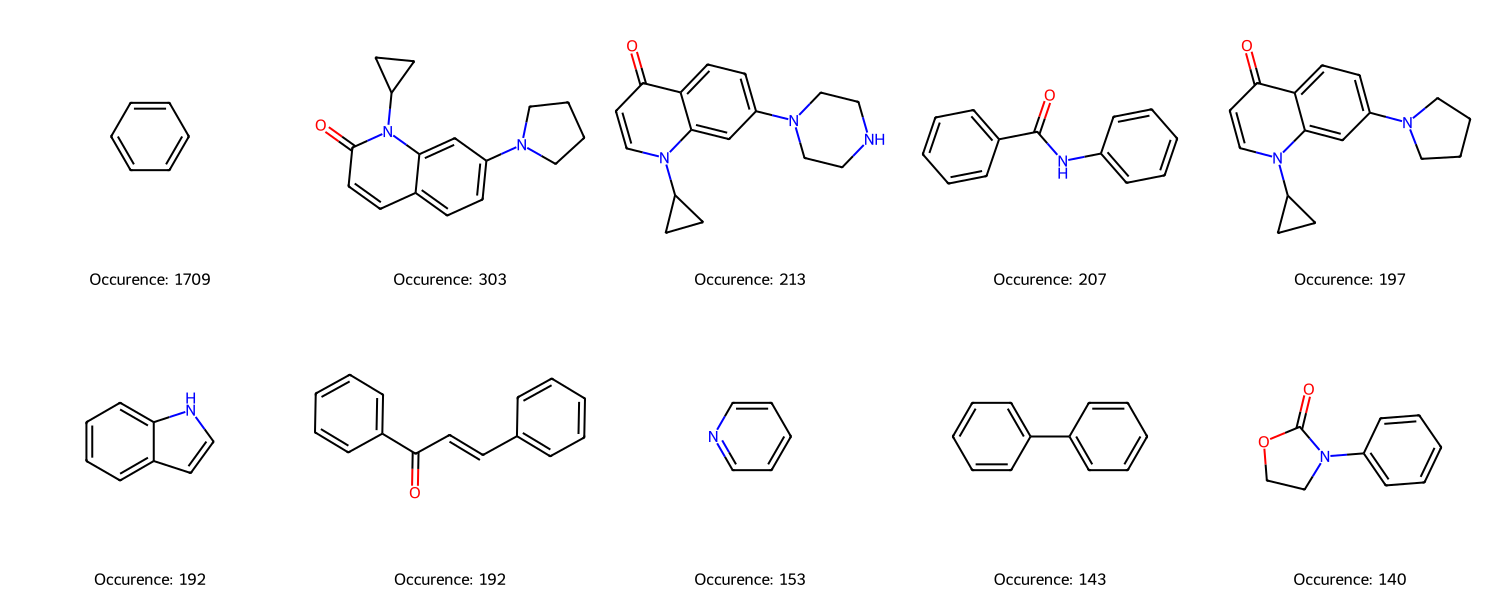 O
N
N
O
N
NH
N
O
N
H
O
N
N
Occurence: 1709
Occurence: 303
Occurence: 213
Occurence: 207
Occurence: 197
H
N
O
N
O
O
N
Occurence: 192
Occurence: 192
Occurence: 153
Occurence: 143
Occurence: 140